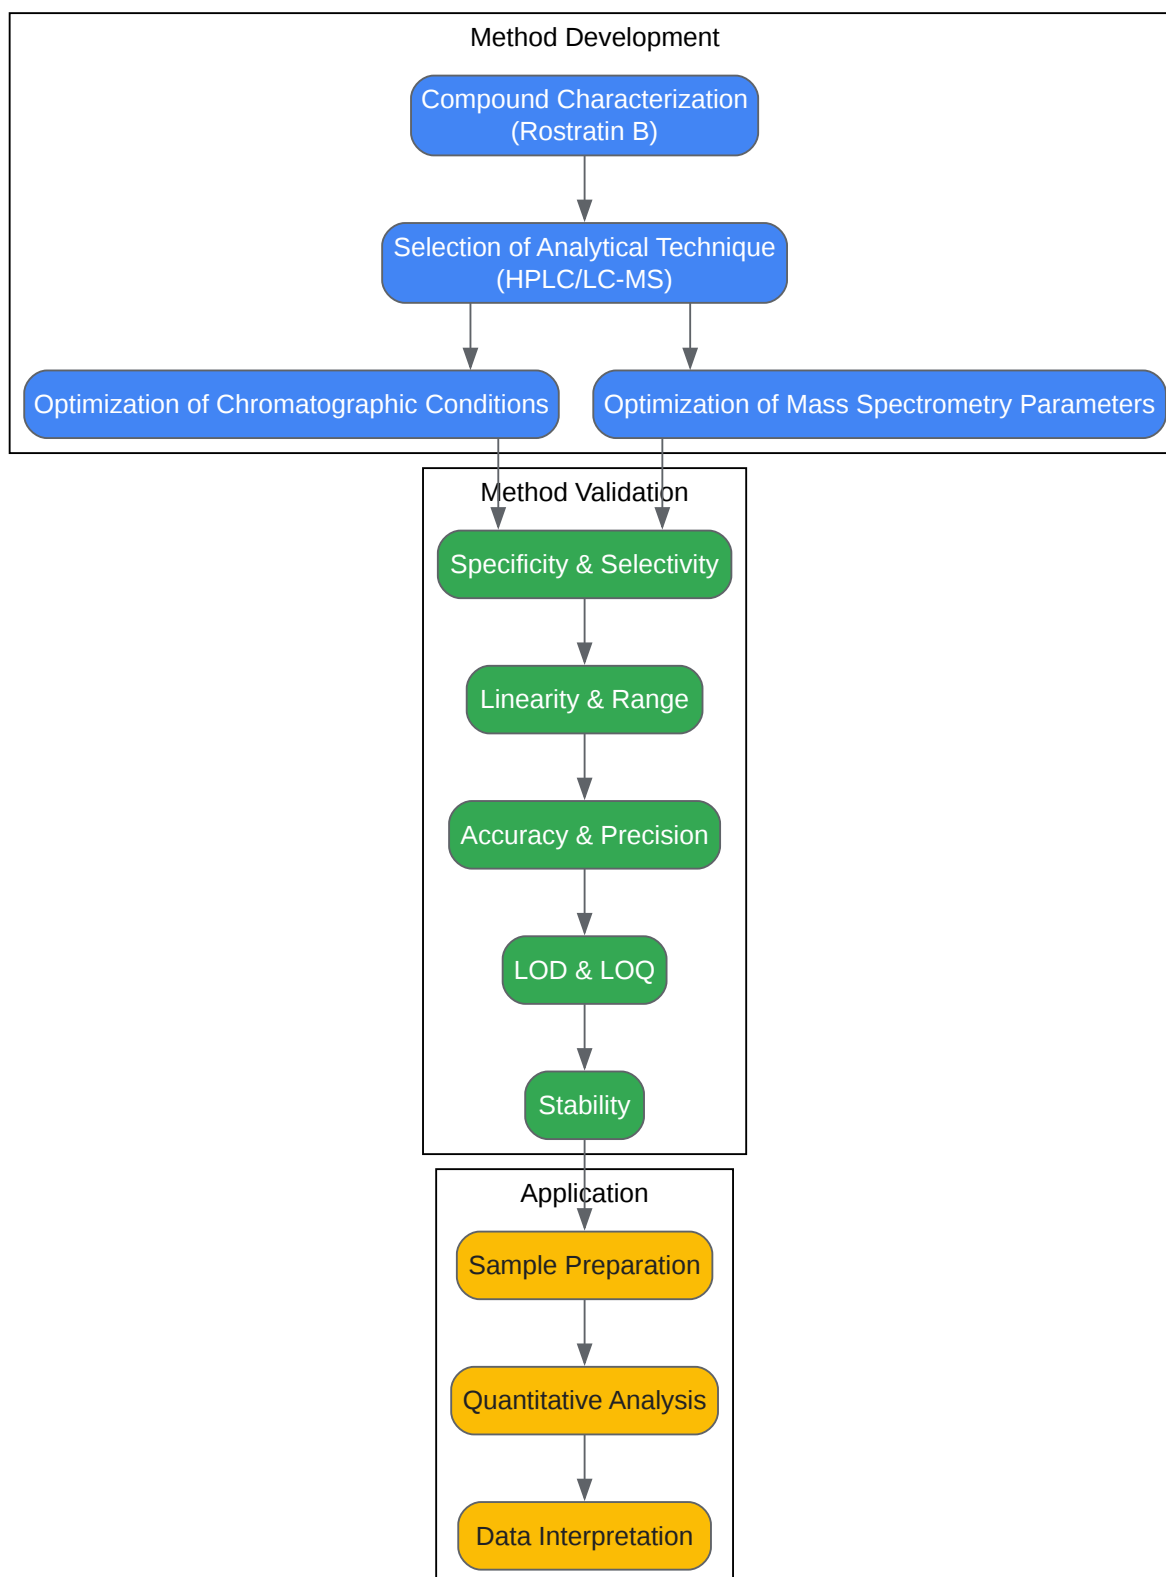 Method Development
Compound Characterization
(Rostratin B)
Selection of Analytical Technique
(HPLC/LC-MS)
Optimization of Chromatographic Conditions
Optimization of Mass Spectrometry Parameters
Method Validation
Specificity & Selectivity
Linearity & Range
Accuracy & Precision
LOD & LOQ
Stability
Application
Sample Preparation
Quantitative Analysis
Data Interpretation